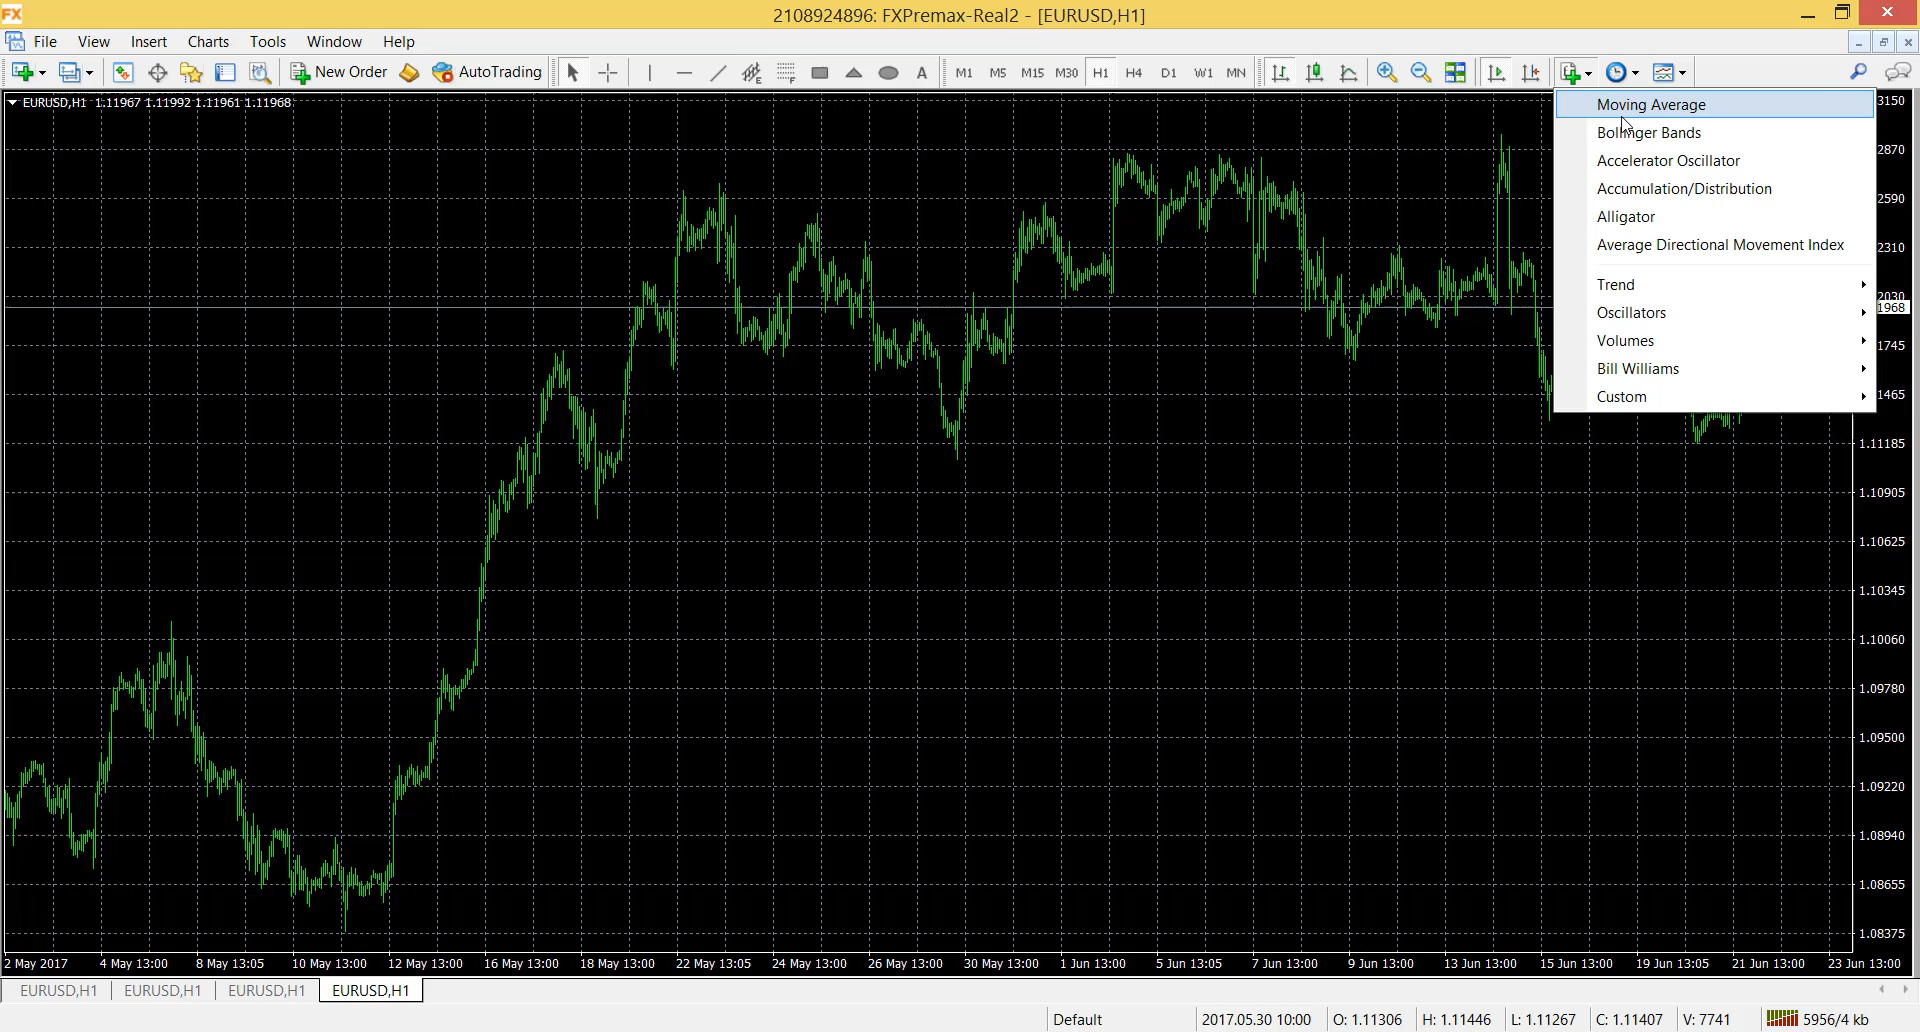 FX
2108924896: FXPremax-Real2 - [EURUSD,H1]
File View Insert Charts Tools Window Help
New Order AutoTrading E F A M1 M5 M15 M30 H1 H4 D1 W1 MN
EURUSD,H1 1.11967 1.11992 1.11961 1.11968
Moving Average
Bollinger Bands
Accelerator Oscillator
Accumulation/Distribution
Alligator
Average Directional Movement Index
Trend
Oscillators
Volumes
Bill Williams
Custom
3150
2870
2590
2310
2030
1968
1745
1465
1.11185
1.10905
1.10625
1.10345
1.10060
1.09780
1.09500
1.09220
1.08940
1.08655
1.08375
2 May 2017 4 May 13:00 8 May 13:05 10 May 13:00 12 May 13:00 16 May 13:00 18 May 13:00 22 May 13:05 24 May 13:00 26 May 13:00 30 May 13:00 1 Jun 13:00 5 Jun 13:05 7 Jun 13:00 9 Jun 13:00 13 Jun 13:00 15 Jun 13:00 19 Jun 13:05 21 Jun 13:00 23 Jun 13:00
EURUSD,H1 EURUSD,H1 EURUSD,H1 EURUSD,H1
Default 2017.05.30 10:00 O: 1.11306 H: 1.11446 L: 1.11267 C: 1.11407 V: 7741 5956/4 kb